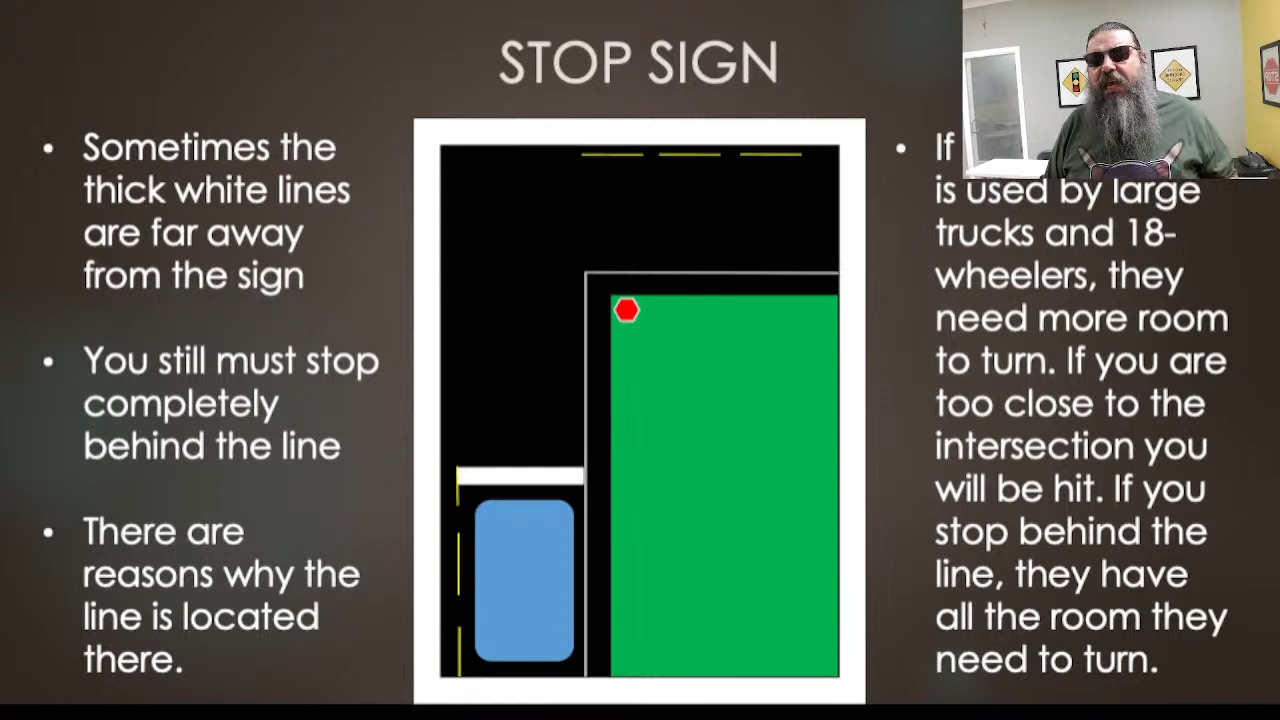 STOP SIGN
• Sometimes the
thick white lines
are far away
from the sign
• You still must stop
completely
behind the line
• There are
reasons why the
line is located
there.
• If
is used by large
trucks and 18-
wheelers, they
need more room
to turn. If you are
too close to the
intersection you
will be hit. If you
stop behind the
line, they have
all the room they
need to turn.